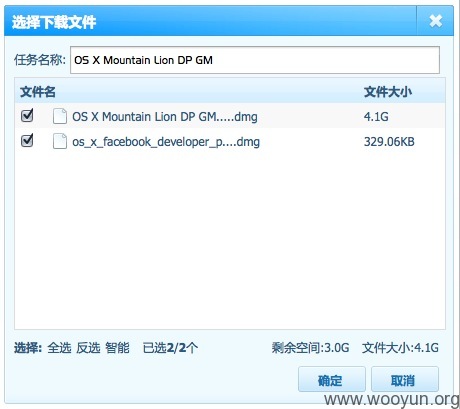 选择下载文件
任务名称: OS X Mountain Lion DP GM
文件名 文件大小
OS X Mountain Lion DP GM.....dmg 4.1G
os_x_facebook_developer_p....dmg 329.06KB
选择: 全选 反选 智能 已选2/2个 剩余空间:3.0G 文件大小:4.1G
确定 取消
www.wooyun.org